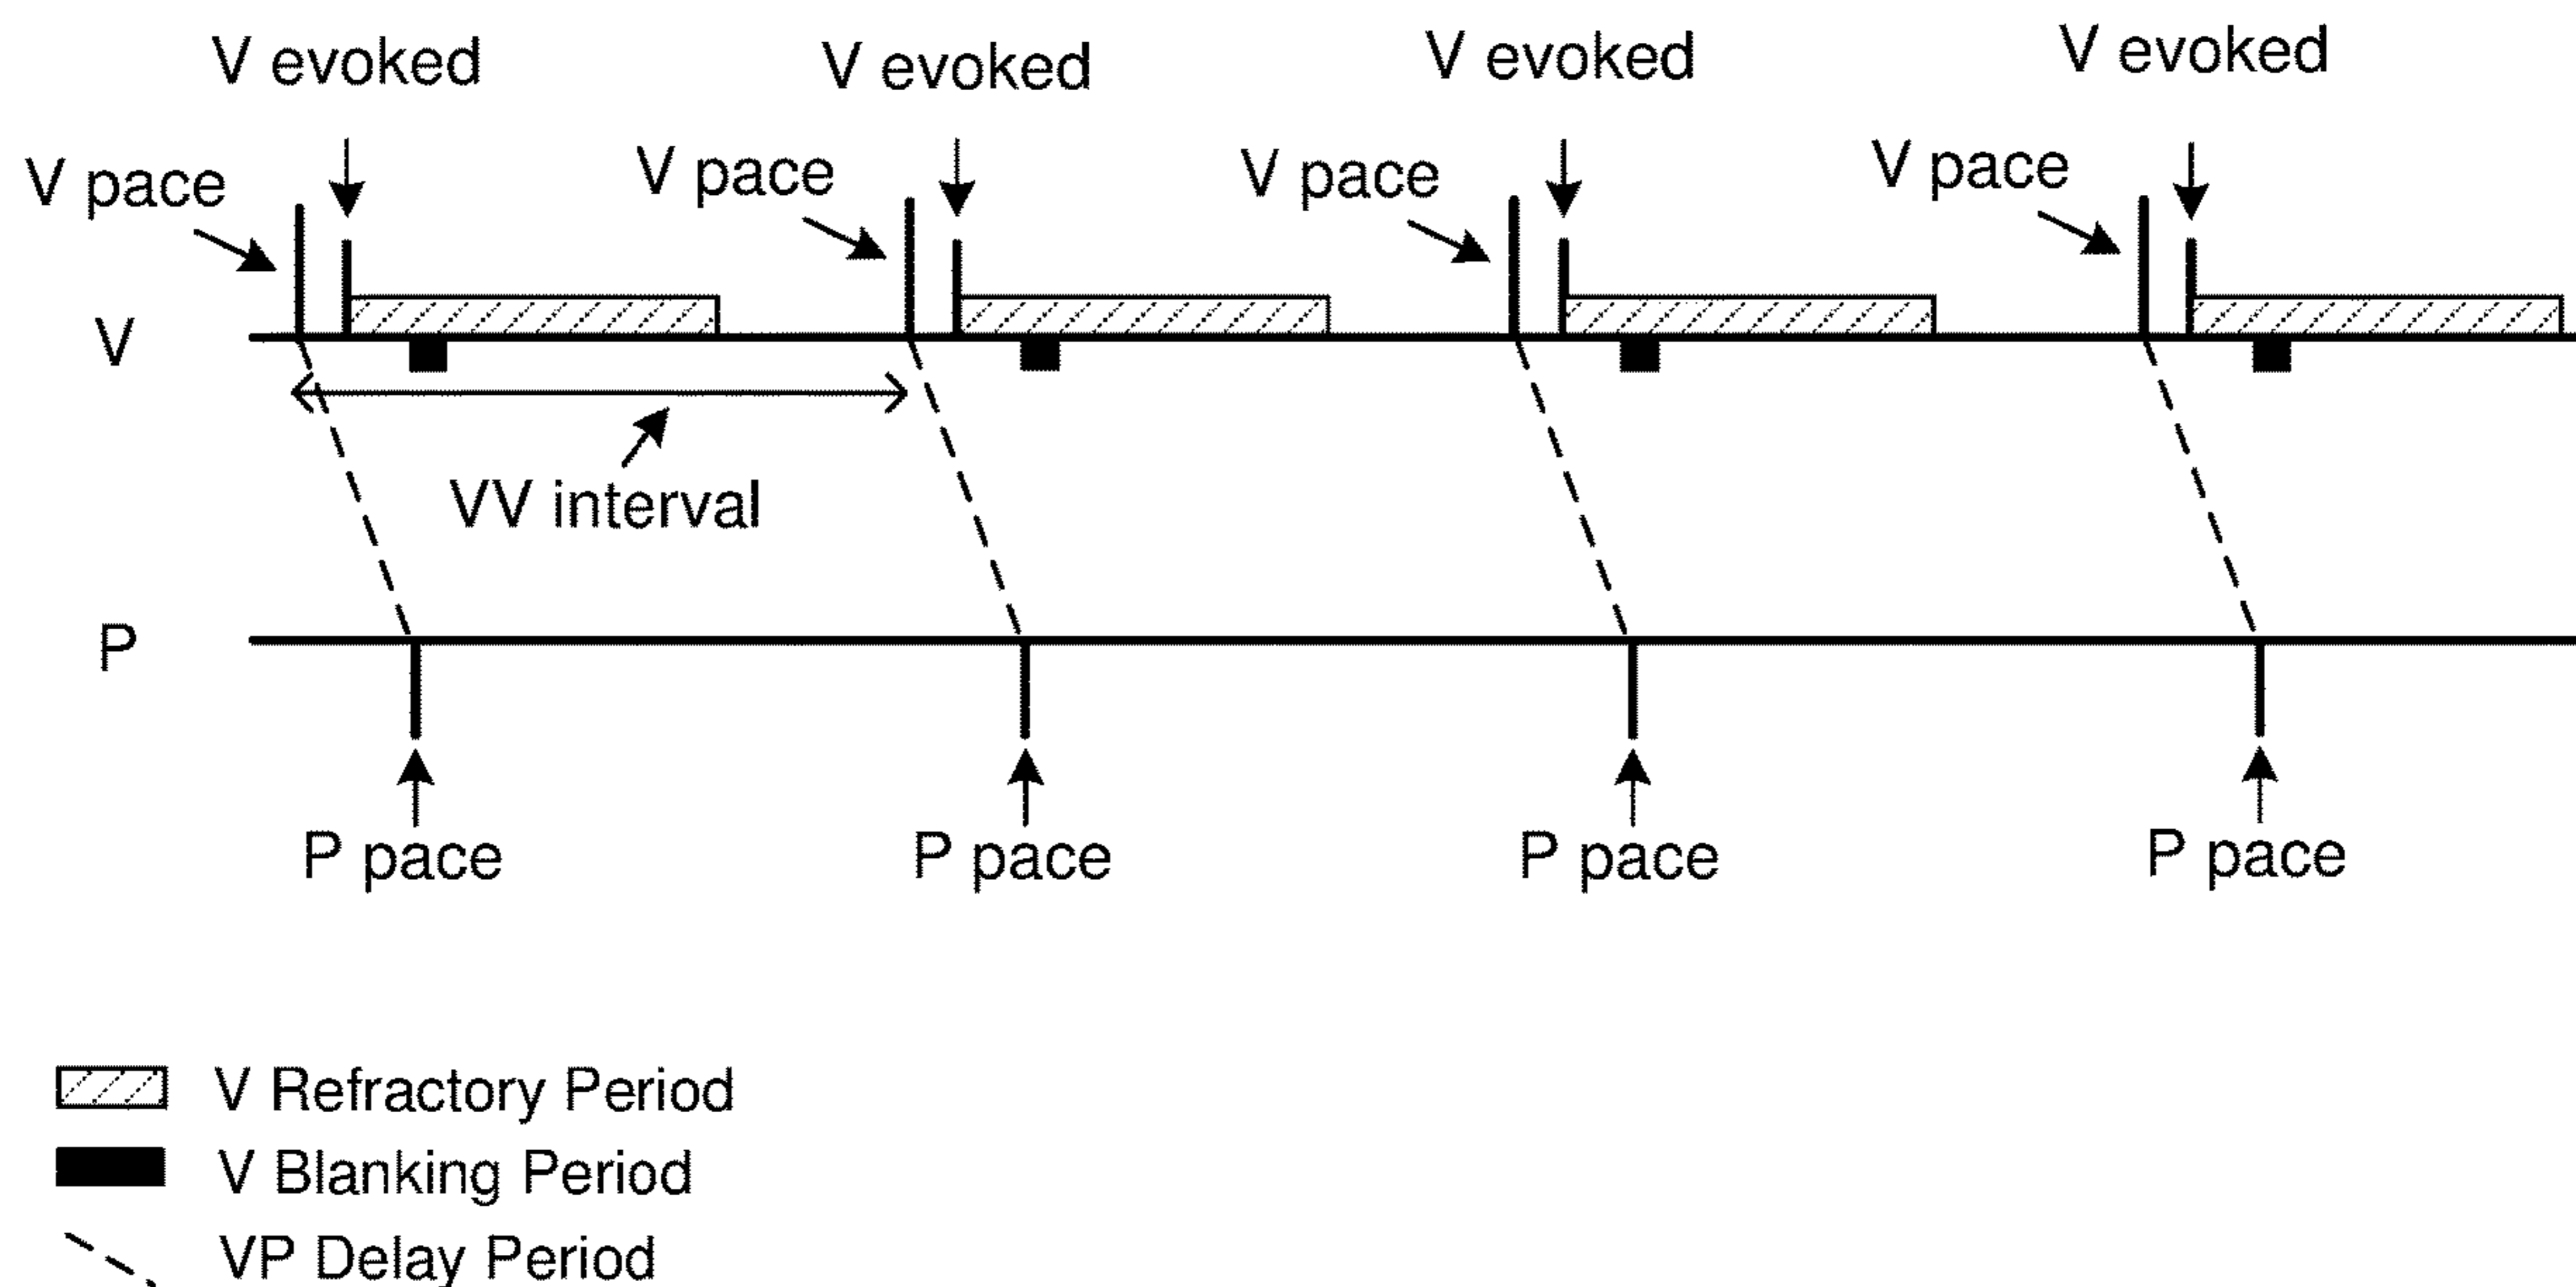 V evoked
V evoked
V evoked
V evoked
V pace
V pace
V pace
V pace
V
VV interval
P
P pace
P pace
P pace
P pace
V Refractory Period
V Blanking Period
VP Delay Period